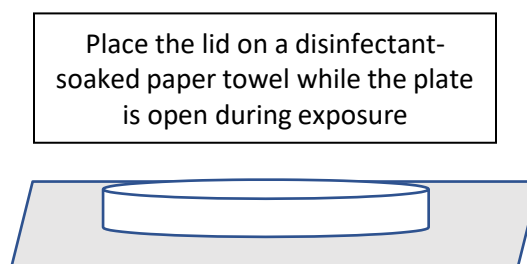 Place the lid on a disinfectant-
soaked paper towel while the plate
is open during exposure